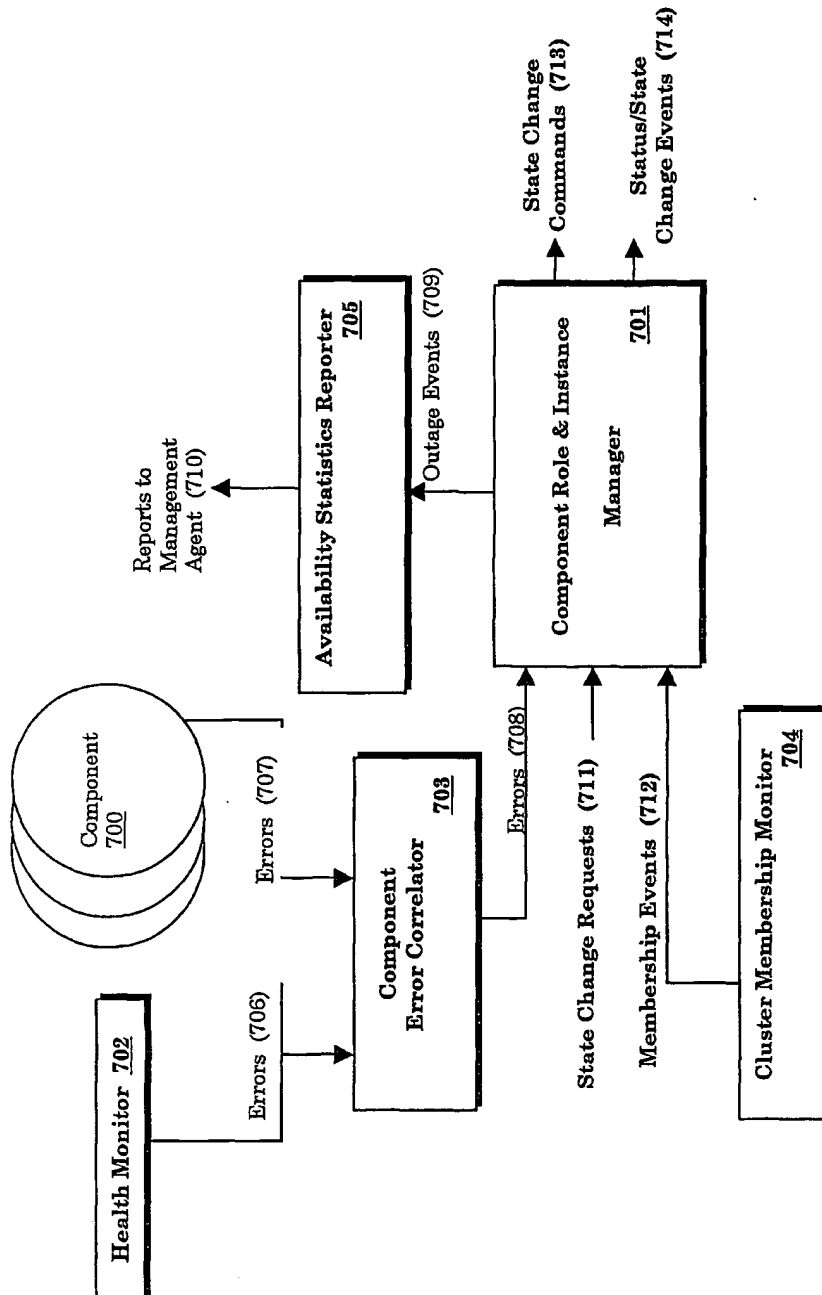 Health Monitor 702
Errors (706)
Component
700
Errors (707)
Component
Error Correlator
703
Errors (708)
Reports to
Management
Agent (710)
Availability Statistics Reporter
705
Outage Events (709)
State Change Requests (711)
Membership Events (712)
Cluster Membership Monitor
704
Component Role & Instance
Manager
701
State Change
Commands (713)
Status/State
Change Events (714)